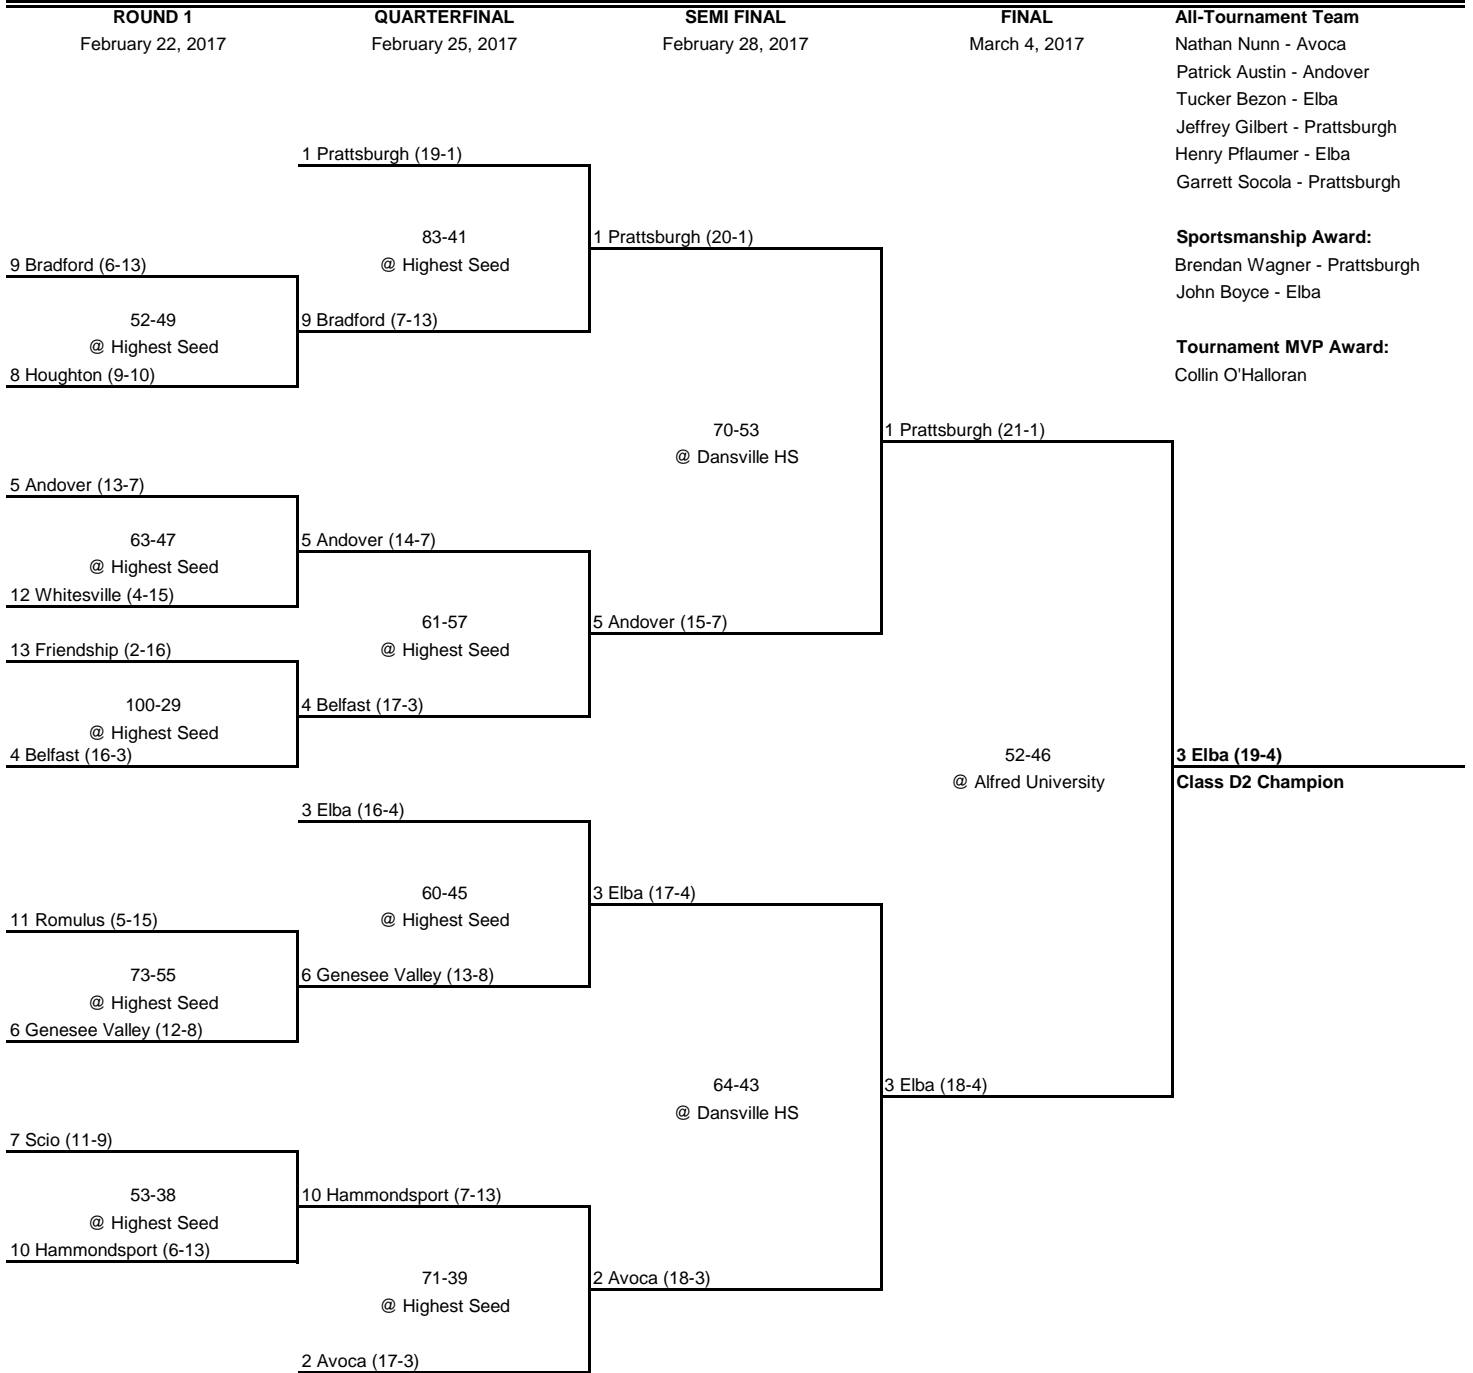 ROUND 1
February 22, 2017
9 Bradford (6-13)
52-49
@ Highest Seed
8 Houghton (9-10)
5 Andover (13-7)
63-47
@ Highest Seed
12 Whitesville (4-15)
13 Friendship (2-16)
100-29
@ Highest Seed
4 Belfast (16-3)
11 Romulus (5-15)
73-55
@ Highest Seed
6 Genesee Valley (12-8)
7 Scio (11-9)
53-38
@ Highest Seed
10 Hammondsport (6-13)
QUARTERFINAL
February 25, 2017
1 Prattsburgh (19-1)
83-41
@ Highest Seed
9 Bradford (7-13)
5 Andover (14-7)
61-57
@ Highest Seed
4 Belfast (17-3)
3 Elba (16-4)
60-45
@ Highest Seed
6 Genesee Valley (13-8)
10 Hammondsport (7-13)
71-39
@ Highest Seed
2 Avoca (17-3)
SEMI FINAL
February 28, 2017
1 Prattsburgh (20-1)
70-53
@ Dansville HS
5 Andover (15-7)
3 Elba (17-4)
64-43
@ Dansville HS
2 Avoca (18-3)
FINAL
March 4, 2017
1 Prattsburgh (21-1)
52-46
@ Alfred University
3 Elba (18-4)
All-Tournament Team
Nathan Nunn - Avoca
Patrick Austin - Andover
Tucker Bezon - Elba
Jeffrey Gilbert - Prattsburgh
Henry Pflaumer - Elba
Garrett Socola - Prattsburgh
Sportsmanship Award:
Brendan Wagner - Prattsburgh
John Boyce - Elba
Tournament MVP Award:
Collin O'Halloran
3 Elba (19-4)
Class D2 Champion